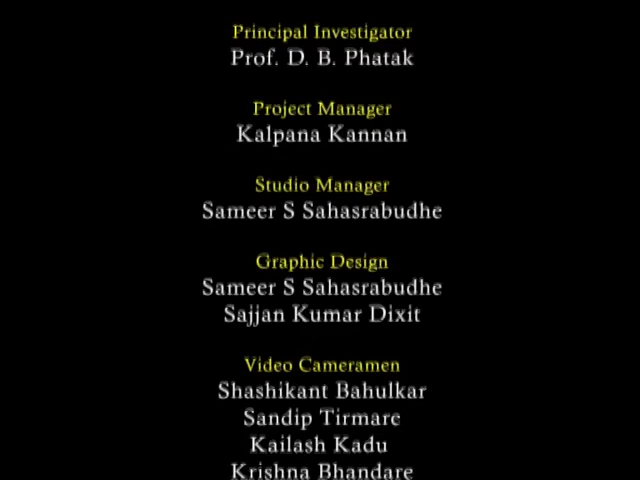 Principal Investigator
Prof. D. B. Phatak
Project Manager
Kalpana Kannan
Studio Manager
Sameer S Sahasrabudhe
Graphic Design
Sameer S Sahasrabudhe
Sajjan Kumar Dixit
Video Cameramen
Shashikant Bahulkar
Sandip Tirmare
Kailash Kadu
Krishna Bhandare